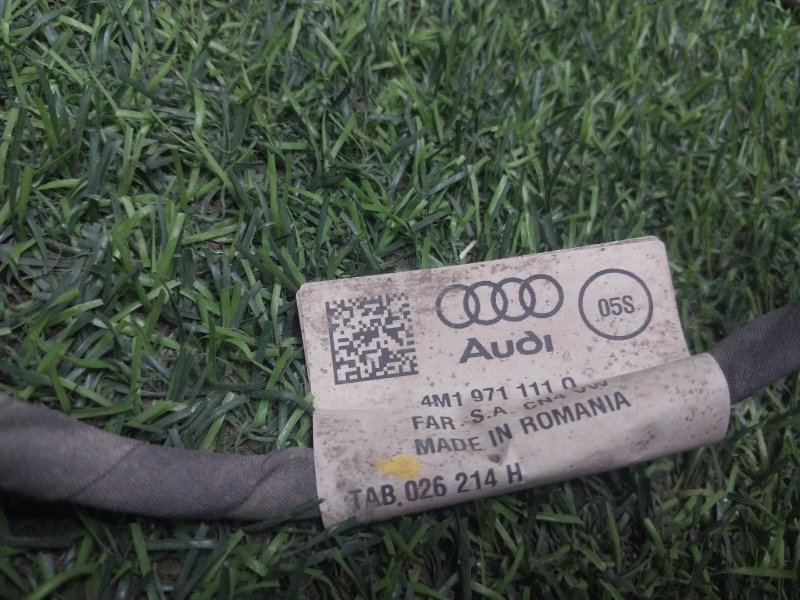 05S
Audi
4M1 971 111
FAR S.A.
MADE IN ROMANIA
TAB. 026 214 H